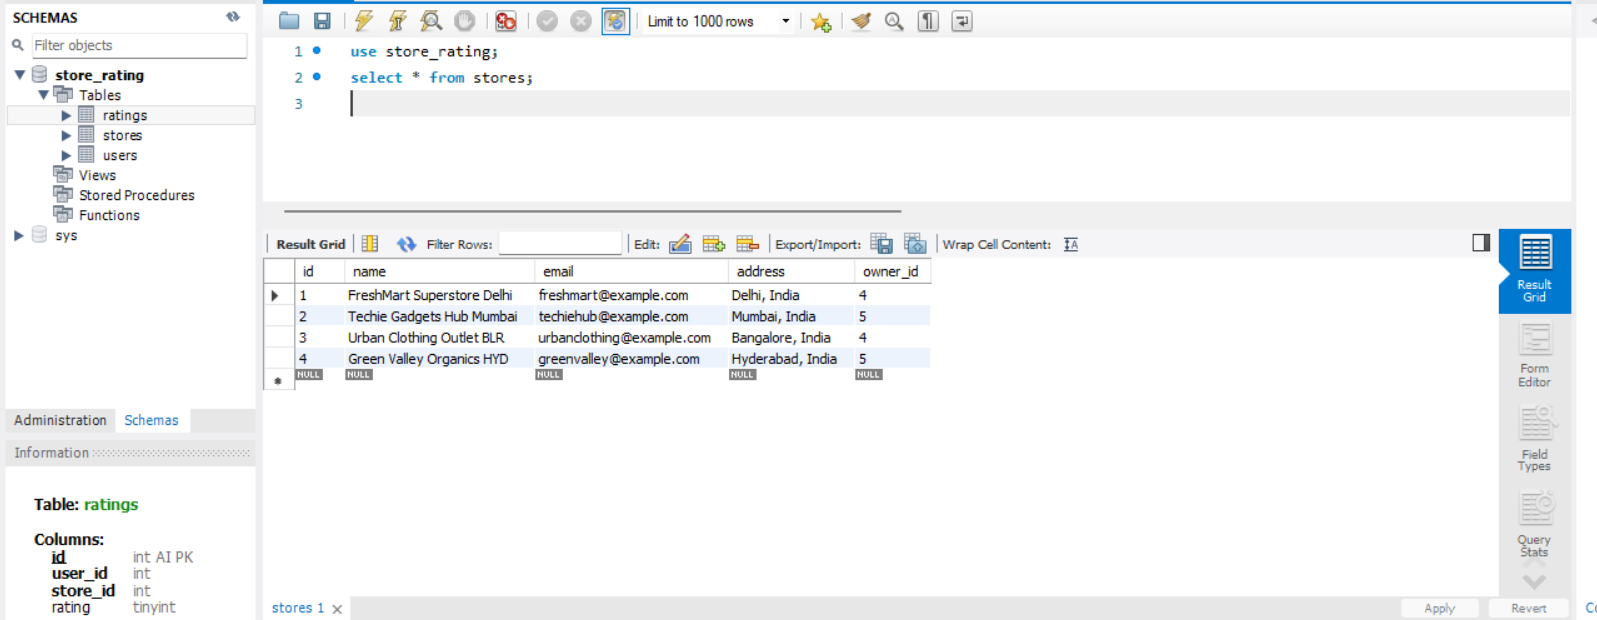 SCHEMAS
Filter objects
store_rating
Tables
ratings
stores
users
Views
Stored Procedures
Functions
sys
Administration Schemas
Information
Table: ratings
Columns:
id int AI PK
user_id int
store_id int
rating tinyint
Limit to 1000 rows
1 use store_rating;
2 select * from stores;
3
Result Grid Filter Rows: Edit: Export/Import: Wrap Cell Content:
id name email address owner_id
1 FreshMart Superstore Delhi freshmart@example.com Delhi, India 4
2 Techie Gadgets Hub Mumbai techiehub@example.com Mumbai, India 5
3 Urban Clothing Outlet BLR urbanclothing@example.com Bangalore, India 4
4 Green Valley Organics HYD greenvalley@example.com Hyderabad, India 5
NULL NULL NULL NULL NULL
Result
Grid
Form
Editor
Field
Types
Query
Stats
stores 1 Apply Revert